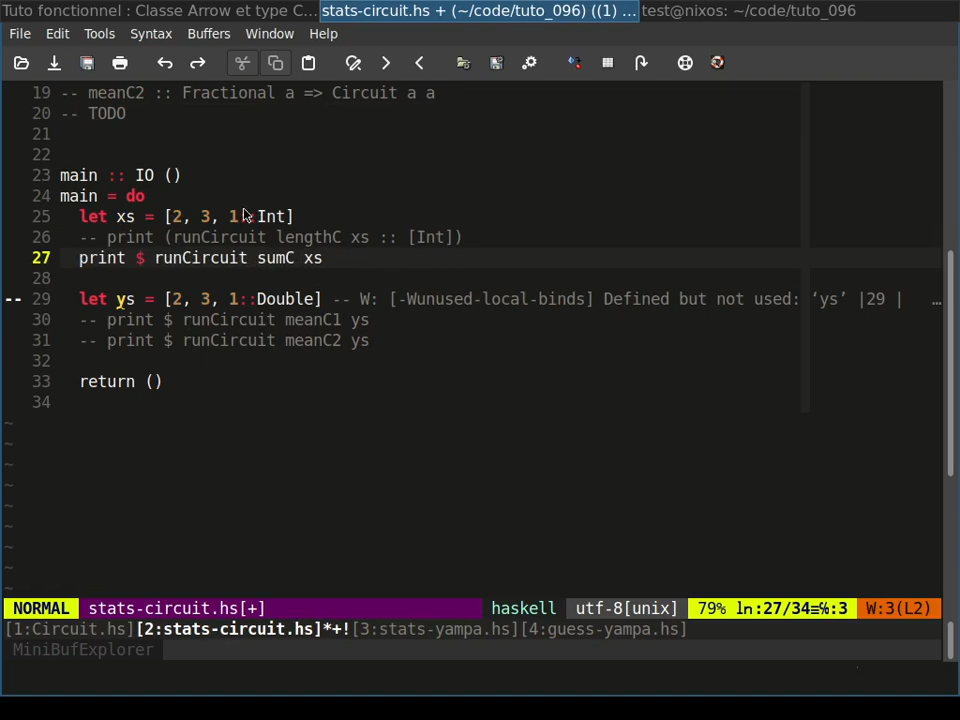 Tuto fonctionnel : Classe Arrow et type C... stats-circuit.hs + (~/code/tuto_096) ((1) ... test@nixos: ~/code/tuto_096
File Edit Tools Syntax Buffers Window Help
19 -- meanC2 :: Fractional a => Circuit a a
20 -- TODO
21
22
23 main :: IO ()
24 main = do
25 let xs = [2, 3, 1::Int]
26 -- print (runCircuit lengthC xs :: [Int])
27 print $ runCircuit sumC xs
28
-- 29 let ys = [2, 3, 1::Double] -- W: [-Wunused-local-binds] Defined but not used: ‘ys’ |29 | …
30 -- print $ runCircuit meanC1 ys
31 -- print $ runCircuit meanC2 ys
32
33 return ()
34
~
~
~
~
~
~
~
~
~
NORMAL stats-circuit.hs[+] haskell utf-8[unix] 79% ln:27/34≡℅:3 W:3(L2)
[1:Circuit.hs][2:stats-circuit.hs]*+![3:stats-yampa.hs][4:guess-yampa.hs]
MiniBufExplorer